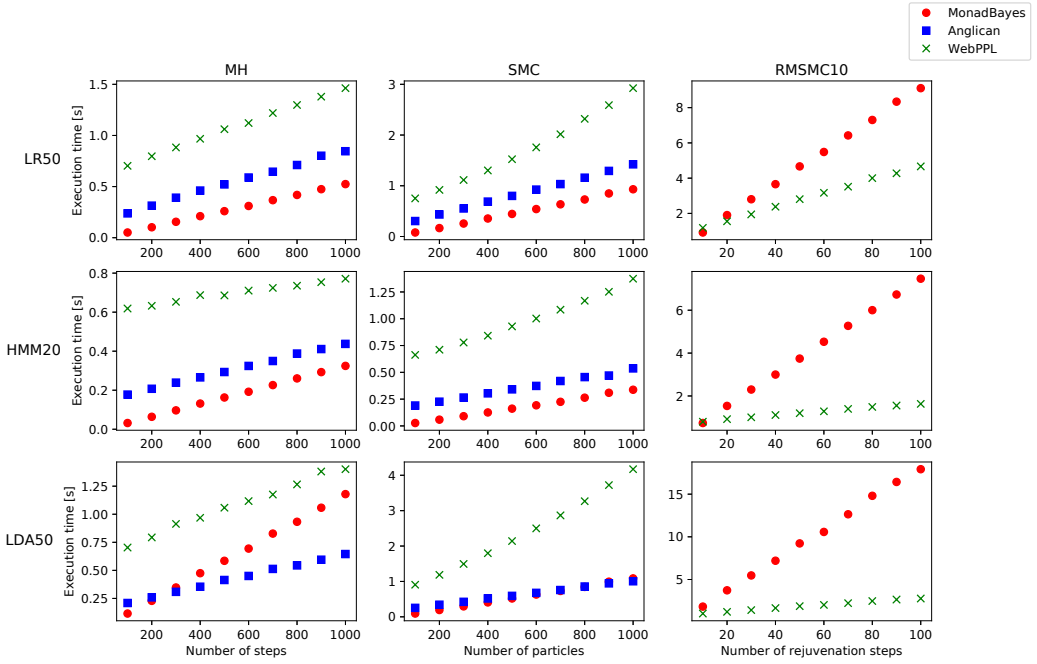 MonadBayes
Anglican
WebPPL
MH
SMC
RMSMC10
LR50
Execution time [s]
1.5
1.0
0.5
0.0
200 400 600 800 1000
3
2
1
0
200 400 600 800 1000
8
6
4
2
20 40 60 80 100
HMM20
Execution time [s]
0.8
0.6
0.4
0.2
0.0
200 400 600 800 1000
1.25
1.00
0.75
0.50
0.25
0.00
200 400 600 800 1000
6
4
2
20 40 60 80 100
LDA50
Execution time [s]
1.25
1.00
0.75
0.50
0.25
200 400 600 800 1000
Number of steps
4
3
2
1
0
200 400 600 800 1000
Number of particles
15
10
5
20 40 60 80 100
Number of rejuvenation steps